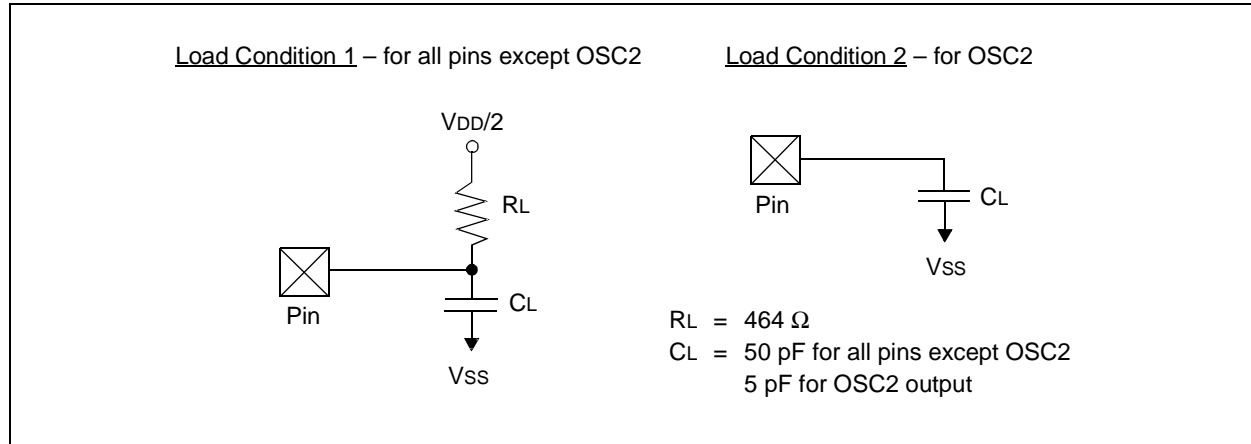 Load Condition 1 – for all pins except OSC2
VDD/2
RL
Pin
CL
VSS
Load Condition 2 – for OSC2
Pin
CL
VSS
RL = 464 Ω
CL = 50 pF for all pins except OSC2
5 pF for OSC2 output